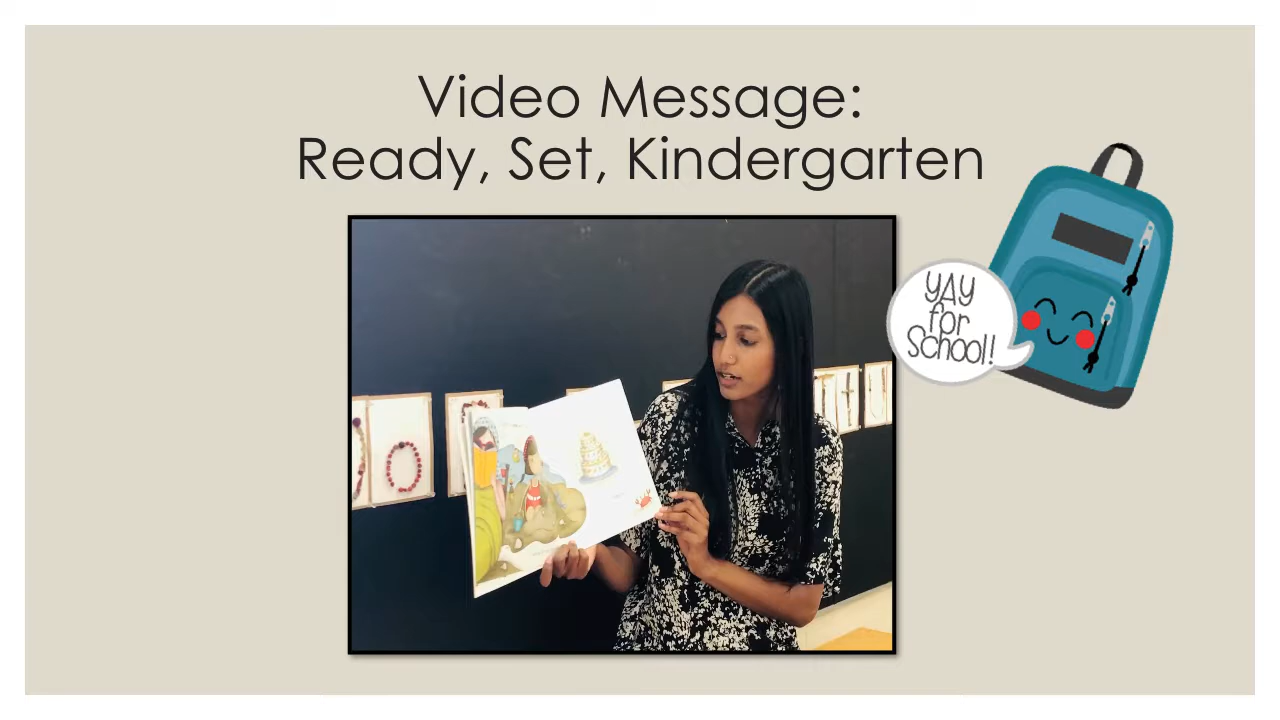 Video Message:
Ready, Set, Kindergarten
yAy
for
School!